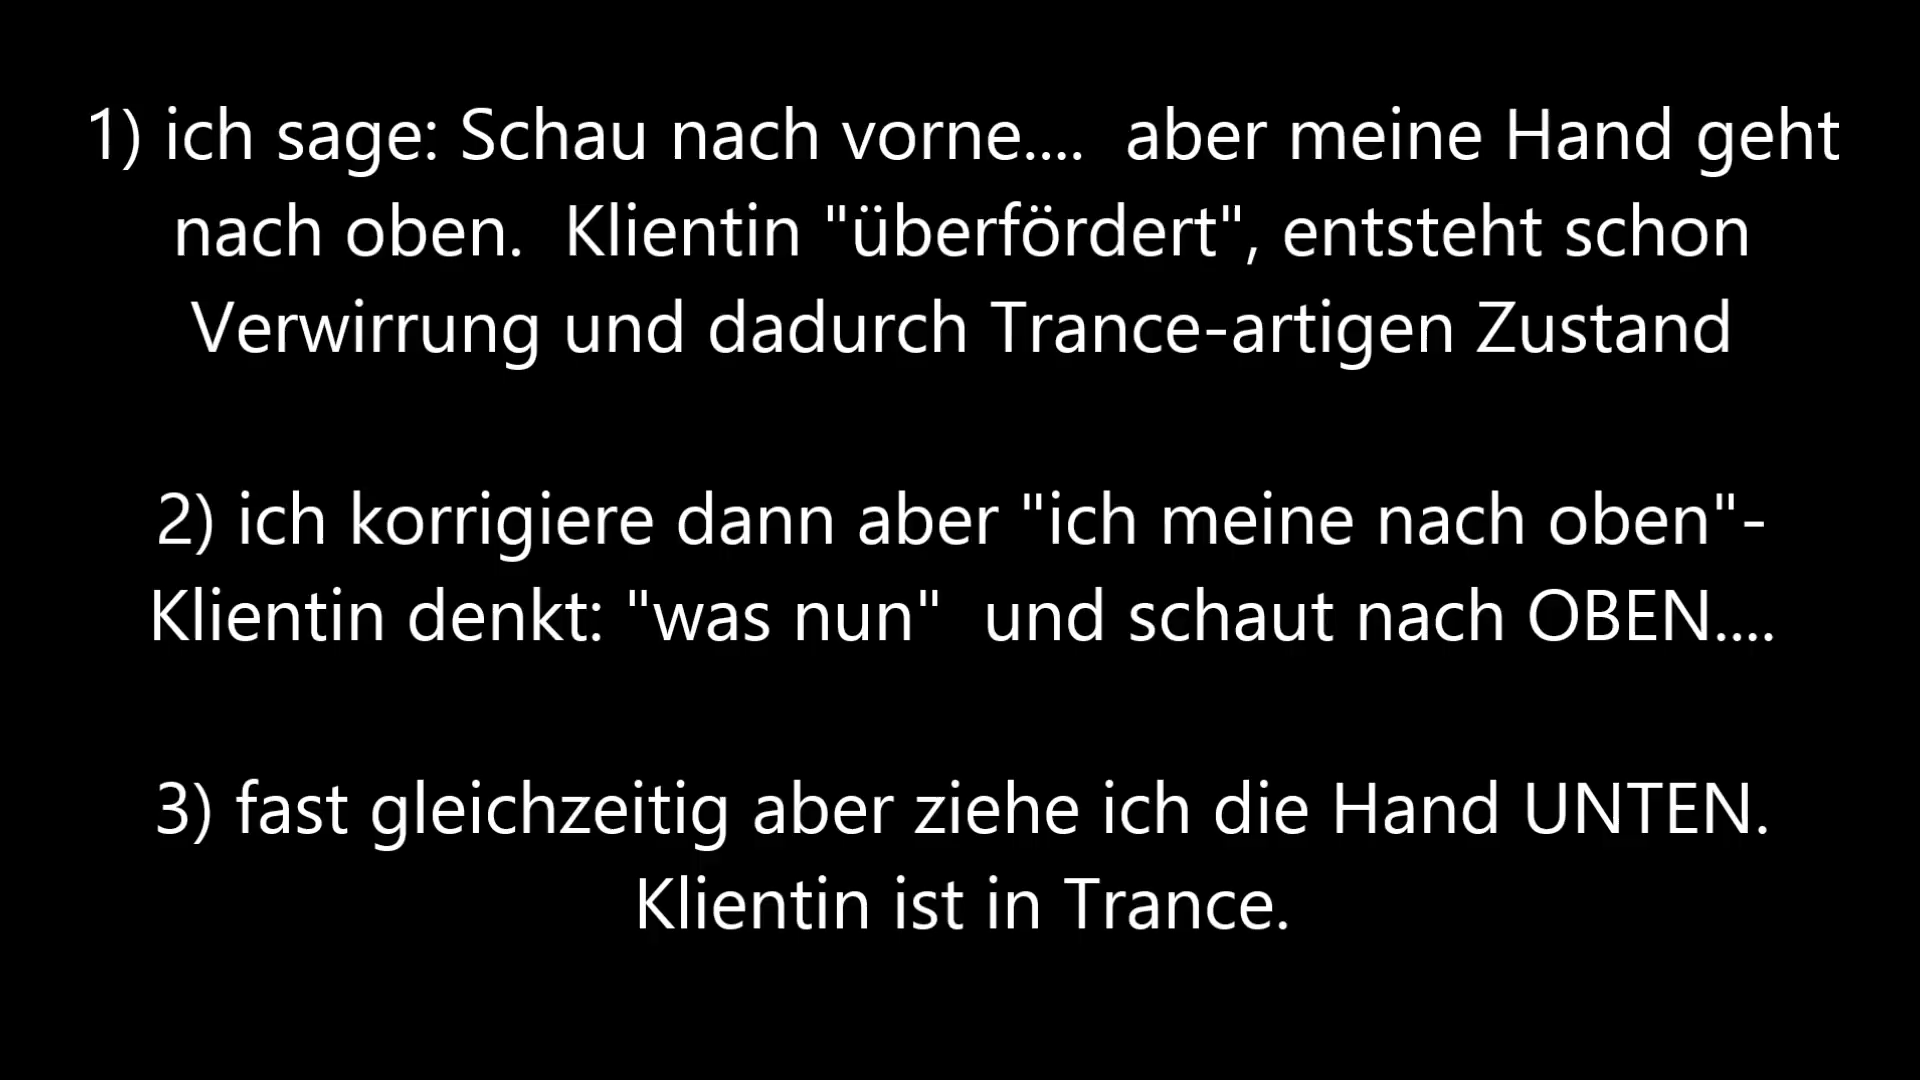 1) ich sage: Schau nach vorne....  aber meine Hand geht
nach oben.  Klientin "überfördert", entsteht schon
Verwirrung und dadurch Trance-artigen Zustand
2) ich korrigiere dann aber "ich meine nach oben"-
Klientin denkt: "was nun"  und schaut nach OBEN....
3) fast gleichzeitig aber ziehe ich die Hand UNTEN.
Klientin ist in Trance.